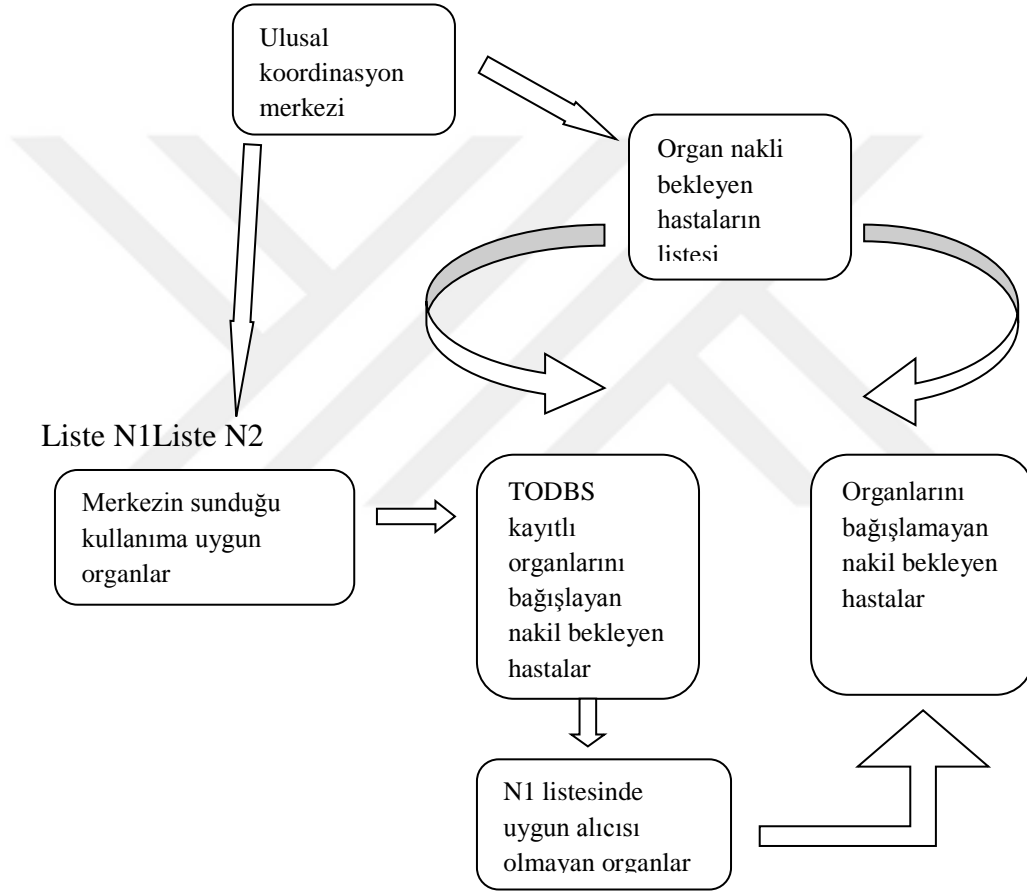 Ulusal
koordinasyon
merkezi
Organ nakli
bekleyen
hastaların
listesi
Liste N1Liste N2
Merkezin sunduğu
kullanıma uygun
organlar
TODBS
kayıtlı
organlarını
bağışlayan
nakil bekleyen
hastalar
Organlarını
bağışlamayan
nakil bekleyen
hastalar
N1 listesinde
uygun alıcısı
olmayan organlar